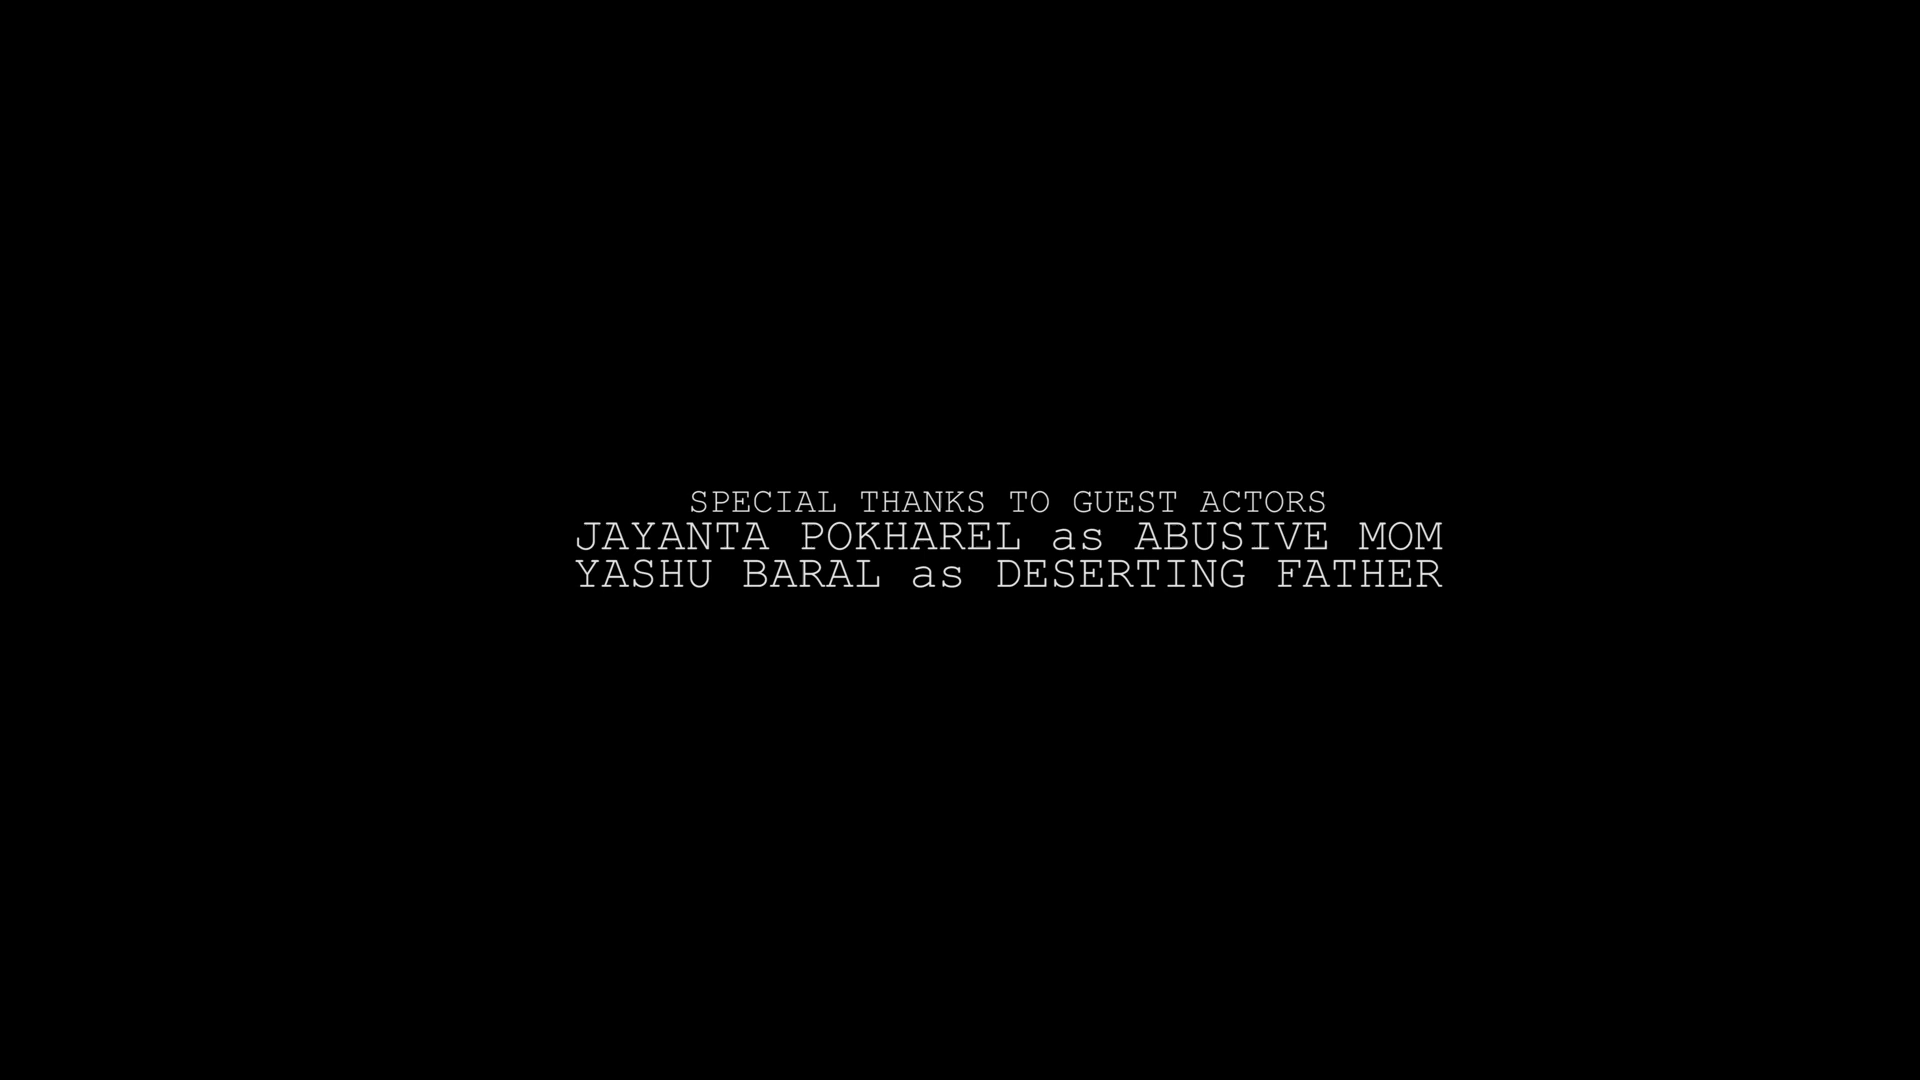 SPECIAL THANKS TO GUEST ACTORS
JAYANTA POKHAREL as ABUSIVE MOM
YASHU BARAL as DESERTING FATHER